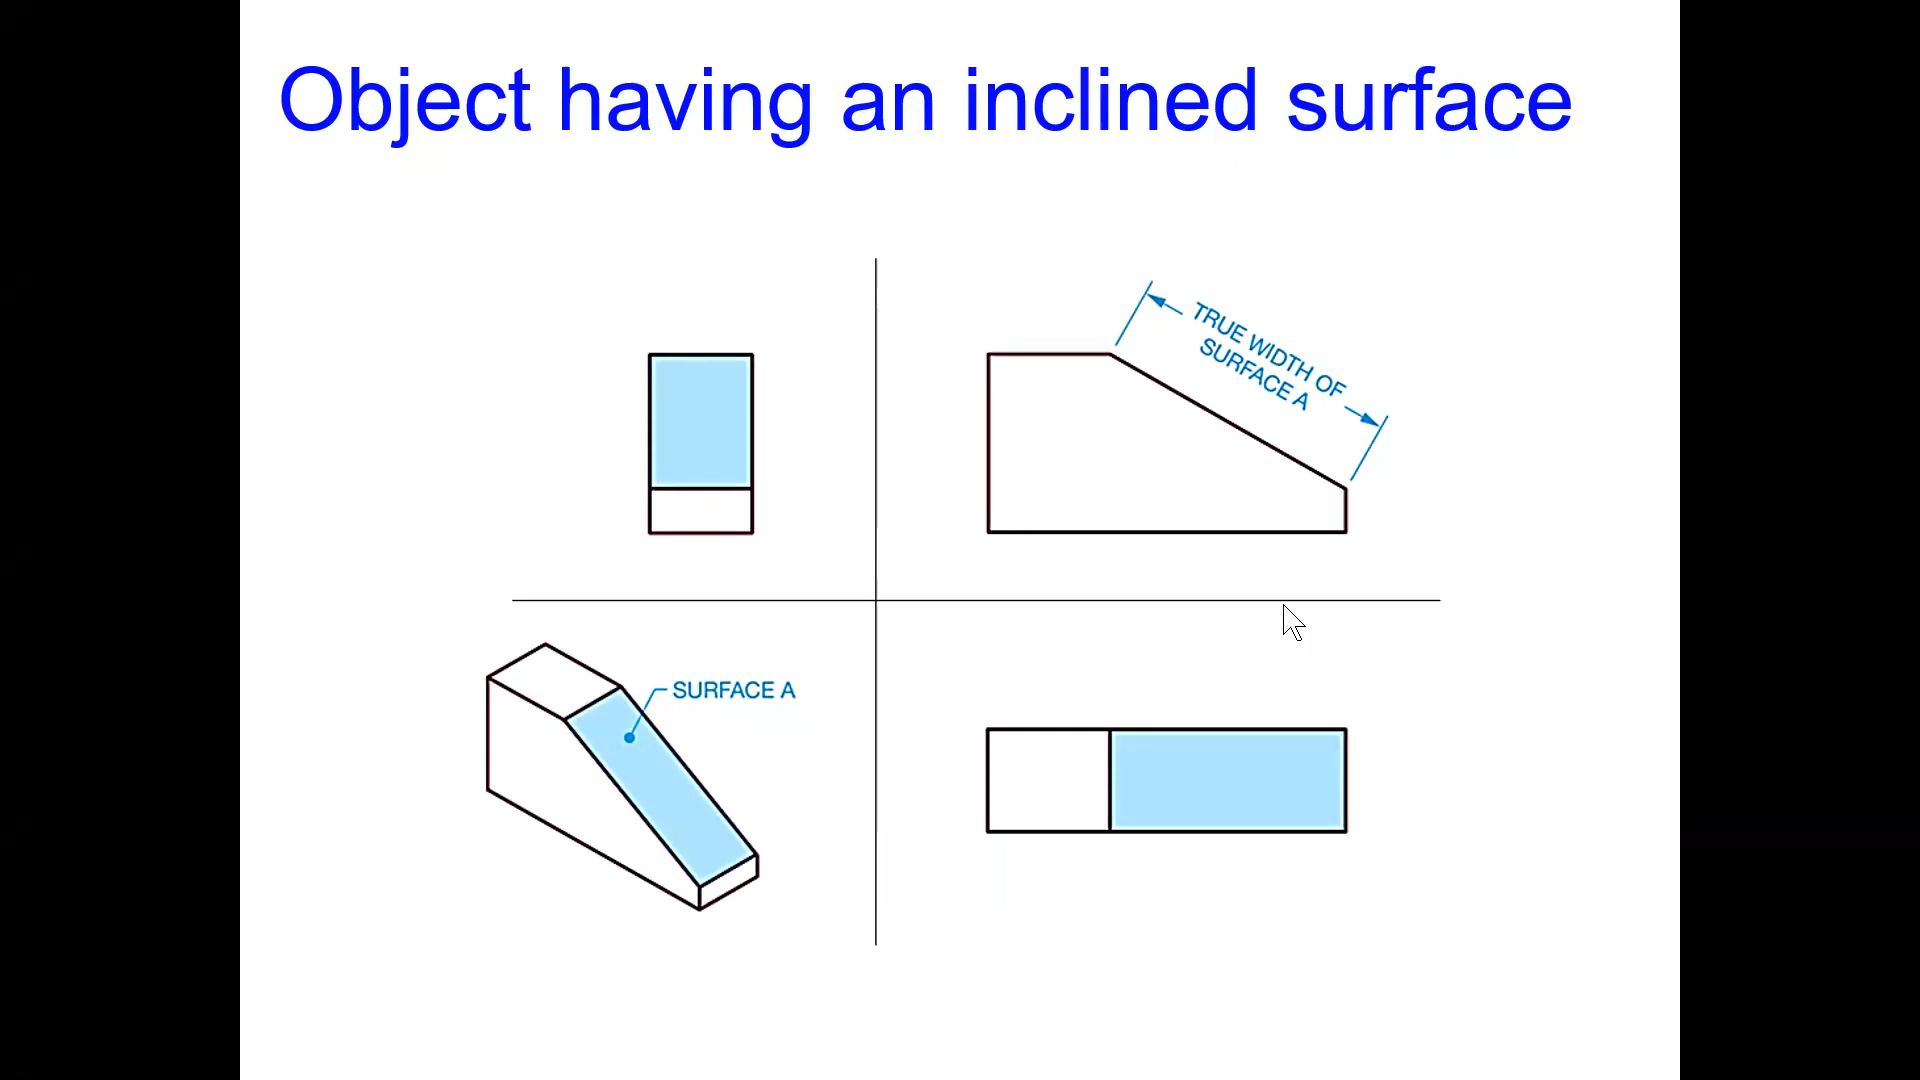 Object having an inclined surface
TRUE WIDTH OF
SURFACE A
SURFACE A